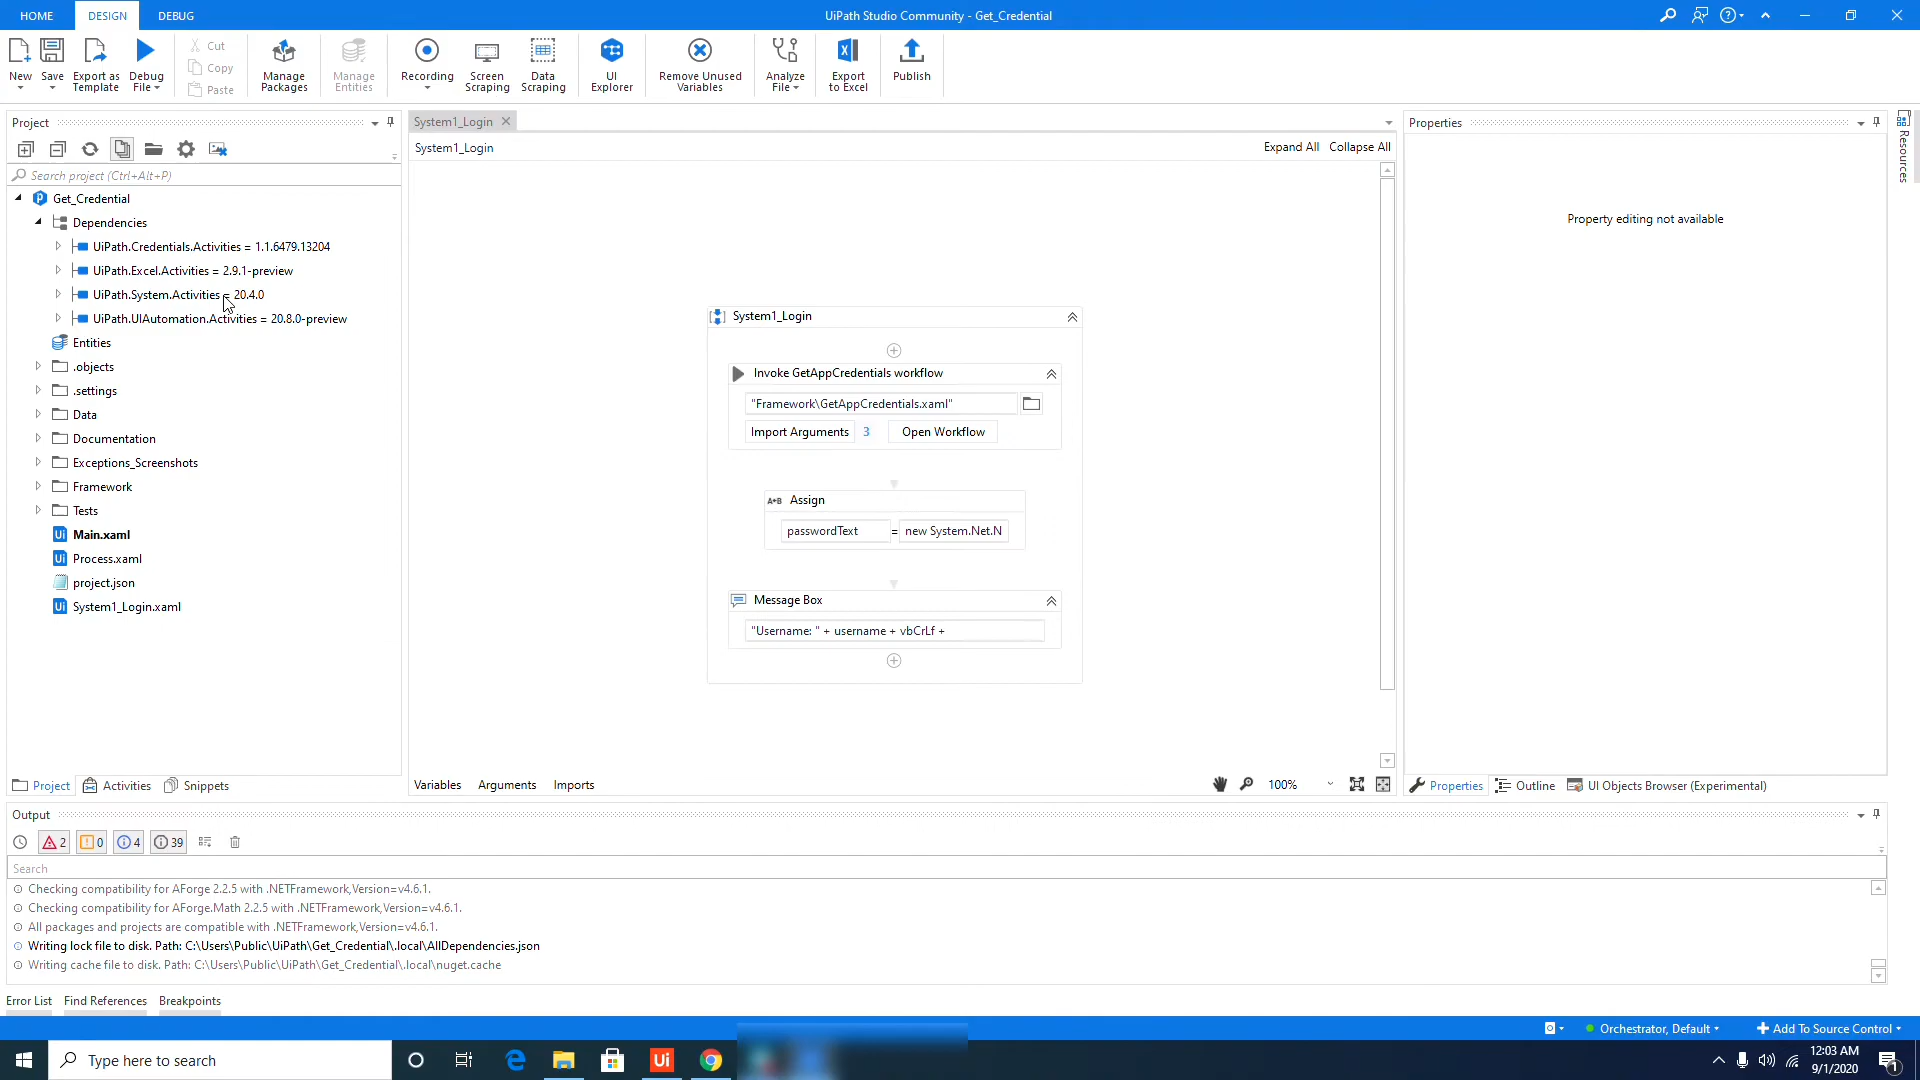 HOME
DESIGN
DEBUG
UiPath Studio Community - Get_Credential
New
Save
Export as Template
Debug File
Cut
Copy
Paste
Manage Packages
Manage Entities
Recording
Screen Scraping
Data Scraping
UI Explorer
Remove Unused Variables
Analyze File
Export to Excel
Publish
Project
Search project (Ctrl+Alt+P)
Get_Credential
Dependencies
UiPath.Credentials.Activities = 1.1.6479.13204
UiPath.Excel.Activities = 2.9.1-preview
UiPath.System.Activities = 20.4.0
UiPath.UIAutomation.Activities = 20.8.0-preview
Entities
.objects
.settings
Data
Documentation
Exceptions_Screenshots
Framework
Tests
Main.xaml
Process.xaml
project.json
System1_Login.xaml
Project
Activities
Snippets
System1_Login
System1_Login
Expand All
Collapse All
System1_Login
Invoke GetAppCredentials workflow
"Framework\GetAppCredentials.xaml"
Import Arguments 3
Open Workflow
A+B Assign
passwordText = new System.Net.N
Message Box
"Username: " + username + vbCrLf +
Variables
Arguments
Imports
100%
Properties
Property editing not available
Resources
Properties
Outline
UI Objects Browser (Experimental)
Output
2
0
4
39
Search
Checking compatibility for AForge 2.2.5 with .NETFramework,Version=v4.6.1.
Checking compatibility for AForge.Math 2.2.5 with .NETFramework,Version=v4.6.1.
All packages and projects are compatible with .NETFramework,Version=v4.6.1.
Writing lock file to disk. Path: C:\Users\Public\UiPath\Get_Credential\.local\AllDependencies.json
Writing cache file to disk. Path: C:\Users\Public\UiPath\Get_Credential\.local\nuget.cache
Error List
Find References
Breakpoints
Orchestrator, Default
Add To Source Control
Type here to search
Ui
12:03 AM
9/1/2020
1